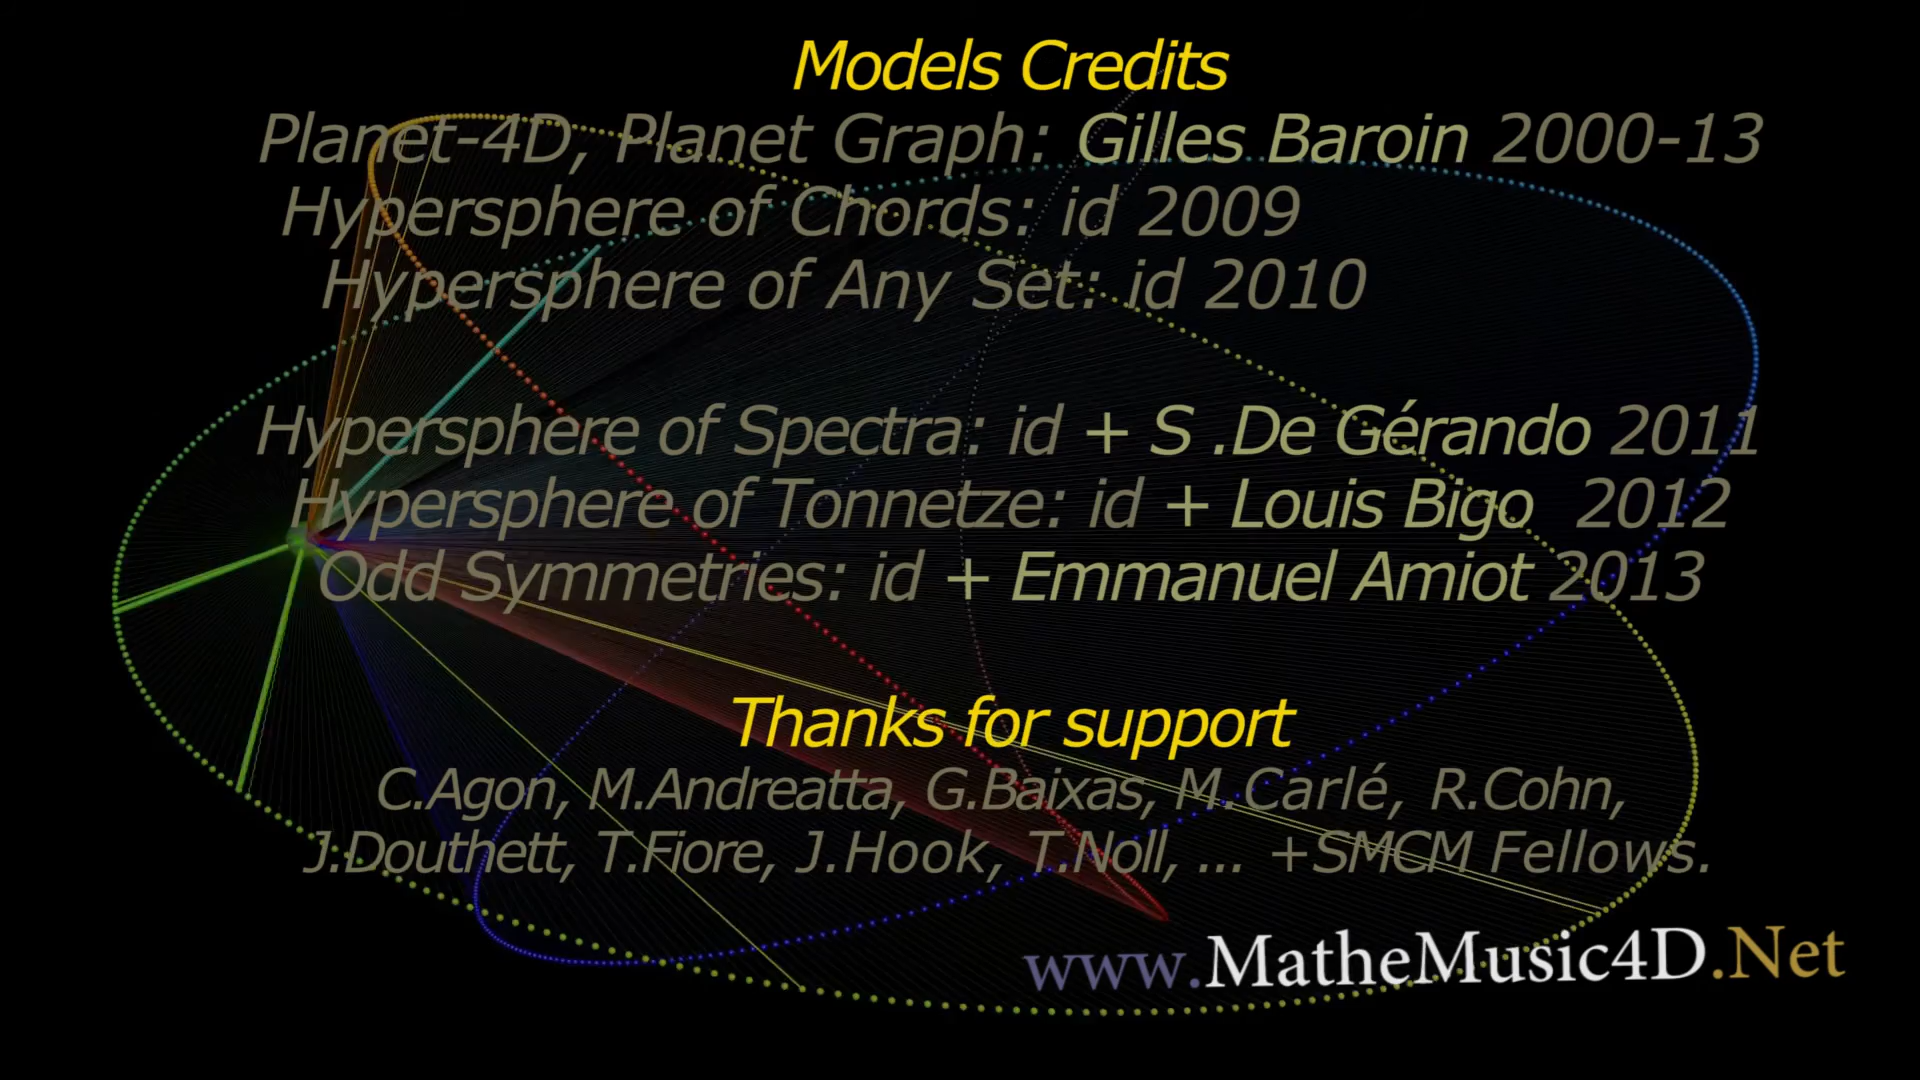 Models Credits
Planet-4D, Planet Graph: Gilles Baroin 2000-13
Hypersphere of Chords: id 2009
Hypersphere of Any Set: id 2010
Hypersphere of Spectra: id + S .De Gérando 2011
Hypersphere of Tonnetze: id + Louis Bigo 2012
Odd Symmetries: id + Emmanuel Amiot 2013
Thanks for support
C.Agon, M.Andreatta, G.Baixas, M.Carlé, R.Cohn,
J.Douthett, T.Fiore, J.Hook, T.Noll, ... +SMCM Fellows.
www.MatheMusic4D.Net